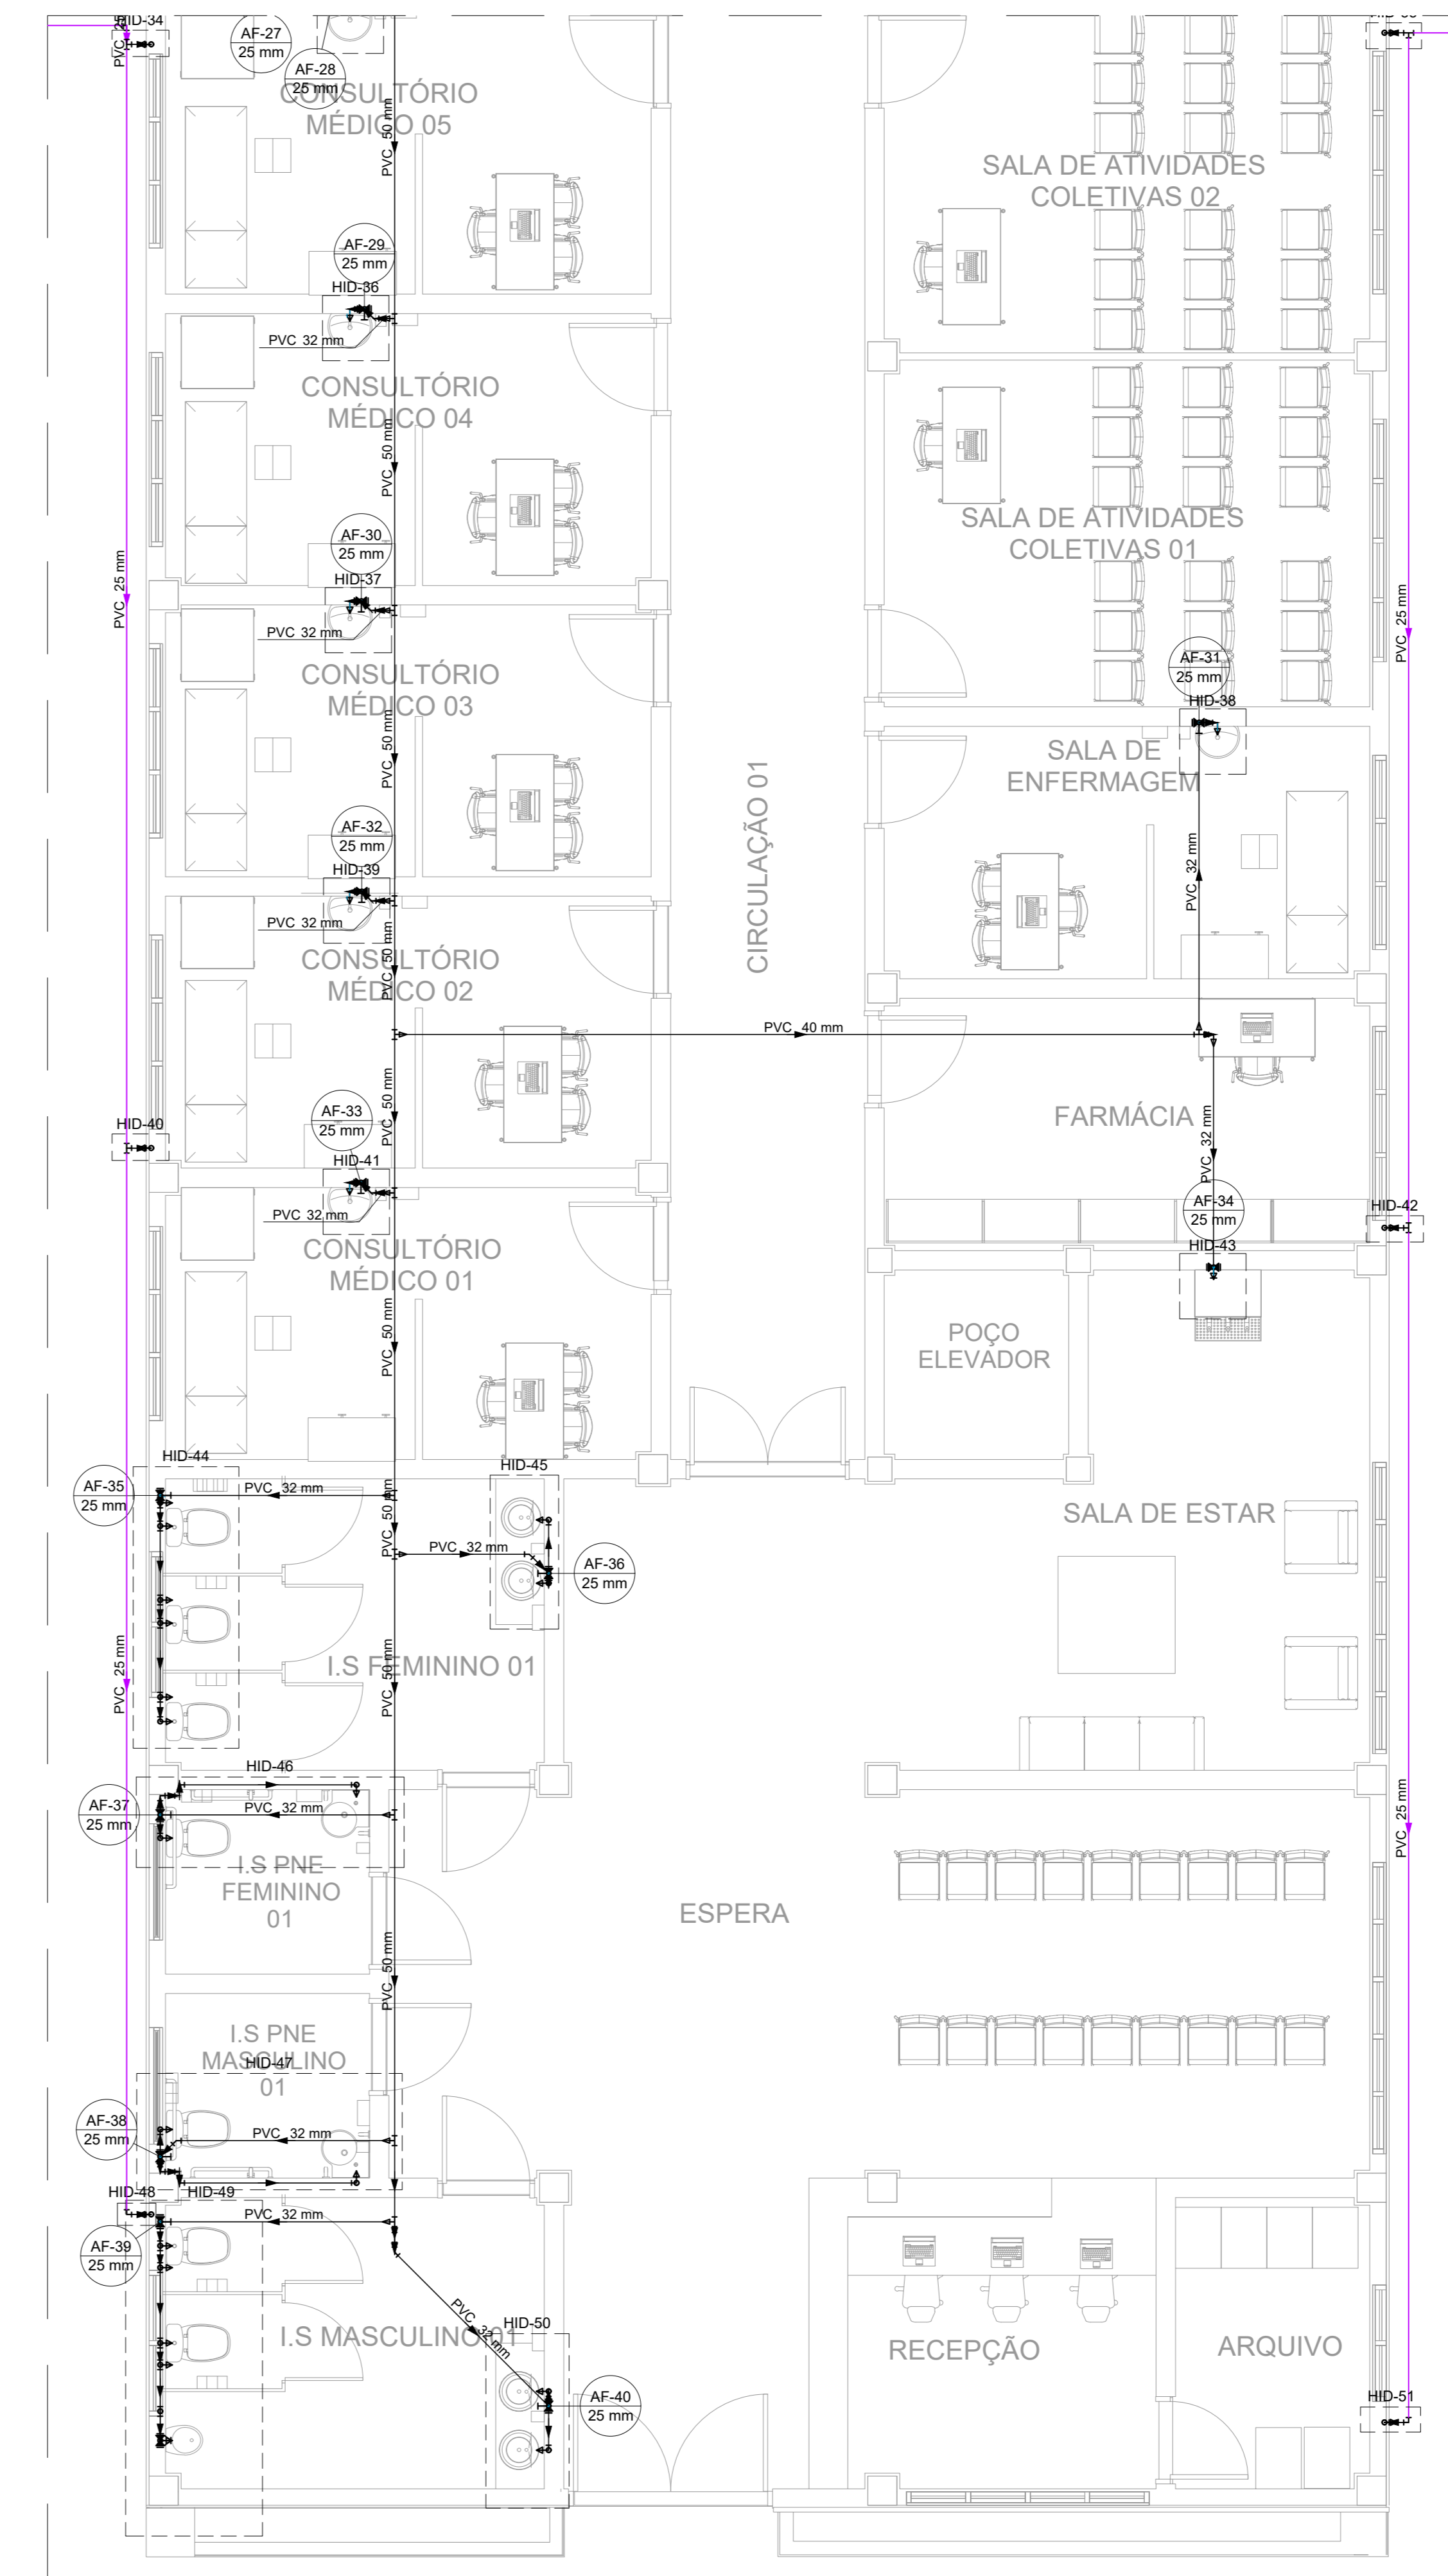 HID-34
PVC 25
AF-27
25 mm
AF-28
25 mm
CONSULTÓRIO
MÉDICO 05
PVC 50 mm
SALA DE ATIVIDADES
COLETIVAS 02
AF-29
25 mm
HID-36
PVC 32 mm
CONSULTÓRIO
MÉDICO 04
PVC 50 mm
SALA DE ATIVIDADES
COLETIVAS 01
AF-30
25 mm
HID-37
PVC 25 mm
PVC 25 mm
PVC 32 mm
CONSULTÓRIO
MÉDICO 03
AF-31
25 mm
HID-38
PVC 50 mm
SALA DE
ENFERMAGEM
CIRCULAÇÃO 01
AF-32
25 mm
HID-39
PVC 32 mm
PVC 32 mm
PVC 50 mm
CONSULTÓRIO
MÉDICO 02
PVC 40 mm
AF-33
25 mm
PVC 50 mm
FARMÁCIA
HID-40
PVC 32 mm
HID-41
AF-34
25 mm
HID-42
PVC 32 mm
HID-43
CONSULTÓRIO
MÉDICO 01
PVC 50 mm
POÇO
ELEVADOR
HID-44
HID-45
AF-35
25 mm
PVC 32 mm
PVC 50 mm
SALA DE ESTAR
PVC 32 mm
AF-36
25 mm
I.S FEMININO 01
PVC 25 mm
PVC 50 mm
HID-46
AF-37
25 mm
PVC 32 mm
PVC 25 mm
I.S PNE
FEMININO
01
ESPERA
PVC 50 mm
I.S PNE
MASCULINO
01
HID-47
AF-38
25 mm
PVC 32 mm
HID-48
HID-49
PVC 32 mm
AF-39
25 mm
PVC 32 mm
HID-50
I.S MASCULINO 01
RECEPÇÃO
ARQUIVO
AF-40
25 mm
HID-51